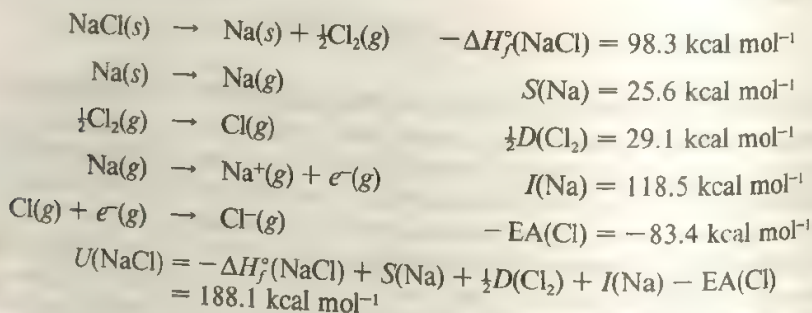 NaCl(s) → Na(s) + ½Cl₂(g) −ΔH°f(NaCl) = 98.3 kcal mol⁻¹
Na(s) → Na(g) S(Na) = 25.6 kcal mol⁻¹
½Cl₂(g) → Cl(g) ½D(Cl₂) = 29.1 kcal mol⁻¹
Na(g) → Na⁺(g) + e⁻(g) I(Na) = 118.5 kcal mol⁻¹
Cl(g) + e⁻(g) → Cl⁻(g) − EA(Cl) = −83.4 kcal mol⁻¹
U(NaCl) = −ΔH°f(NaCl) + S(Na) + ½D(Cl₂) + I(Na) − EA(Cl)
= 188.1 kcal mol⁻¹